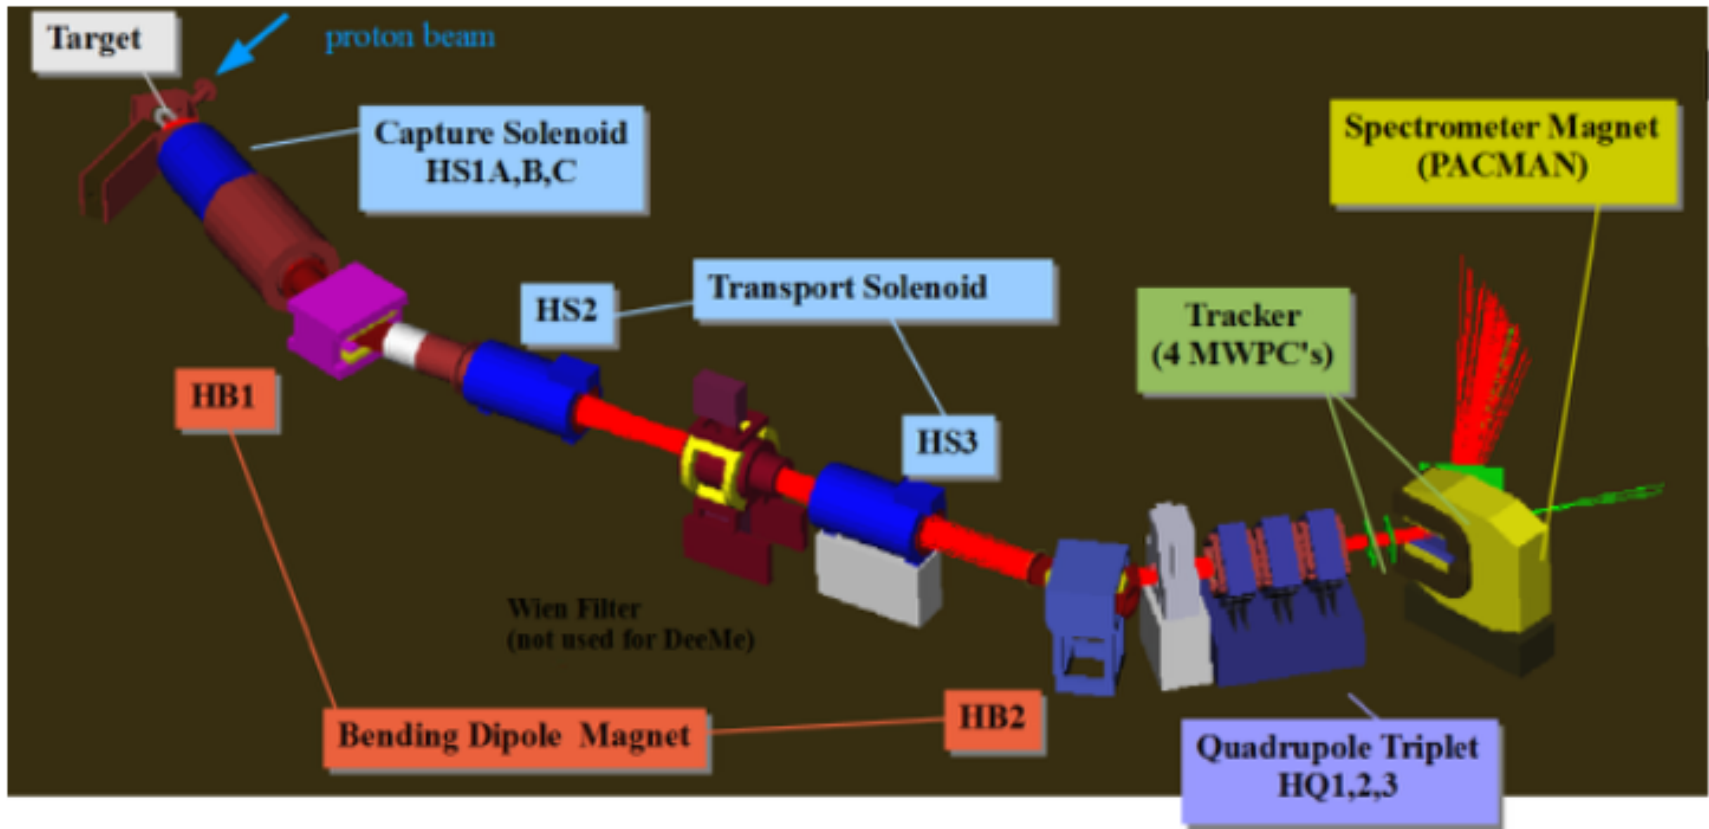 Target
proton beam
Capture Solenoid
HS1A,B,C
Spectrometer Magnet
(PACMAN)
HS2
Transport Solenoid
Tracker
(4 MWPC's)
HB1
HS3
Wien Filter
(not used for DeeMe)
Bending Dipole Magnet
HB2
Quadrupole Triplet
HQ1,2,3